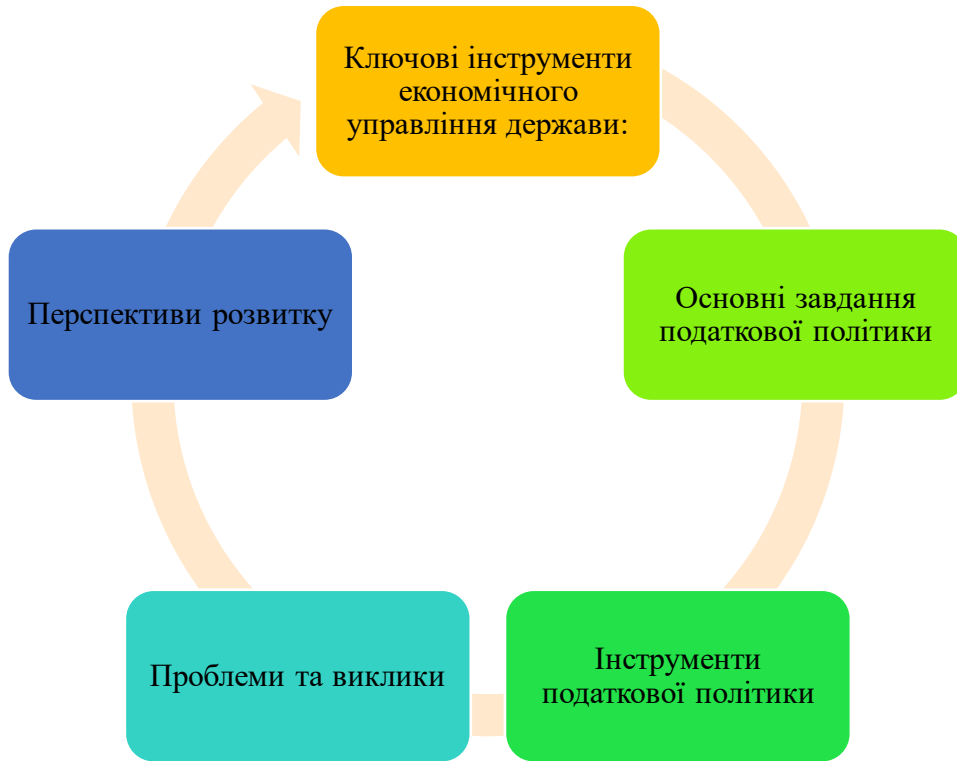 Ключові інструменти
економічного
управління держави:
Основні завдання
податкової політики
Інструменти
податкової політики
Проблеми та виклики
Перспективи розвитку